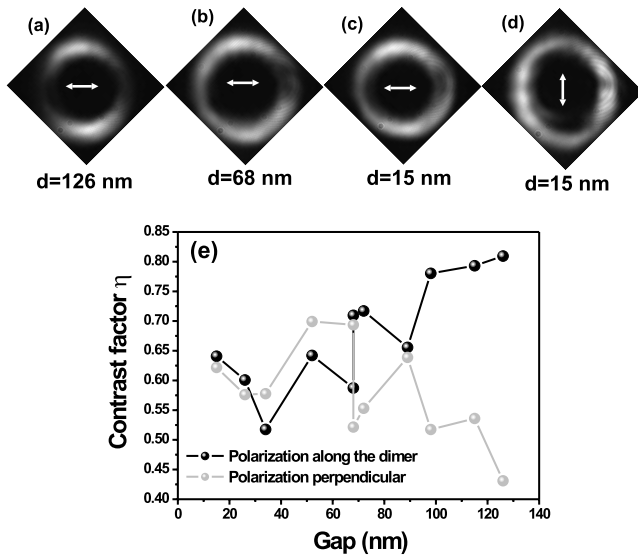 (a) (b) (c) (d)
d=126 nm d=68 nm d=15 nm d=15 nm
(e)
Contrast factor η
0.85
0.80
0.75
0.70
0.65
0.60
0.55
0.50
0.45
0.40
Polarization along the dimer
Polarization perpendicular
0 20 40 60 80 100 120 140
Gap (nm)